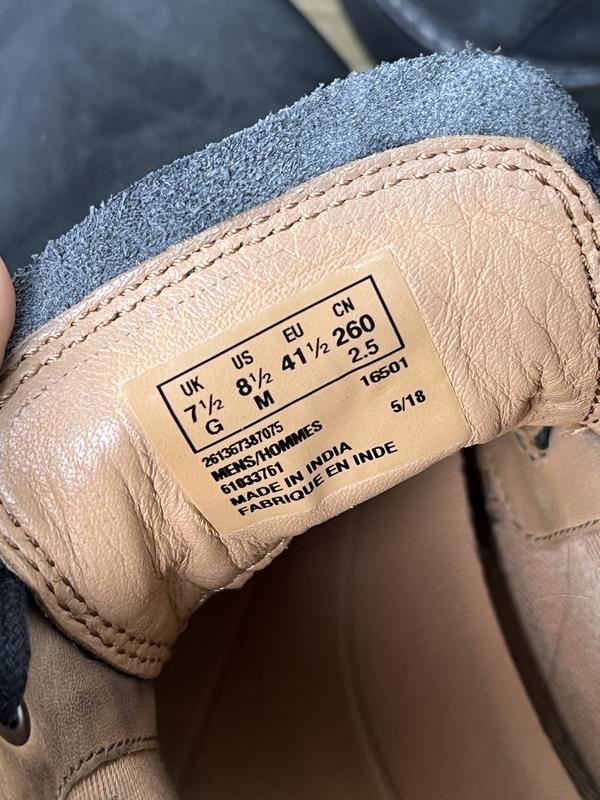 UK US EU CN
7½ 8½ 41½ 260
G M 2.5
261367387075 16501
MENS/HOMMES 5/18
61033761
MADE IN INDIA
FABRIQUE EN INDE